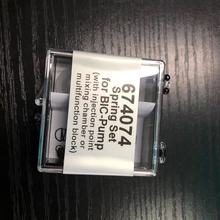 674074
Spring Set
for BIC-Pump
(with injection point
mixing chamber or
multifunction block)